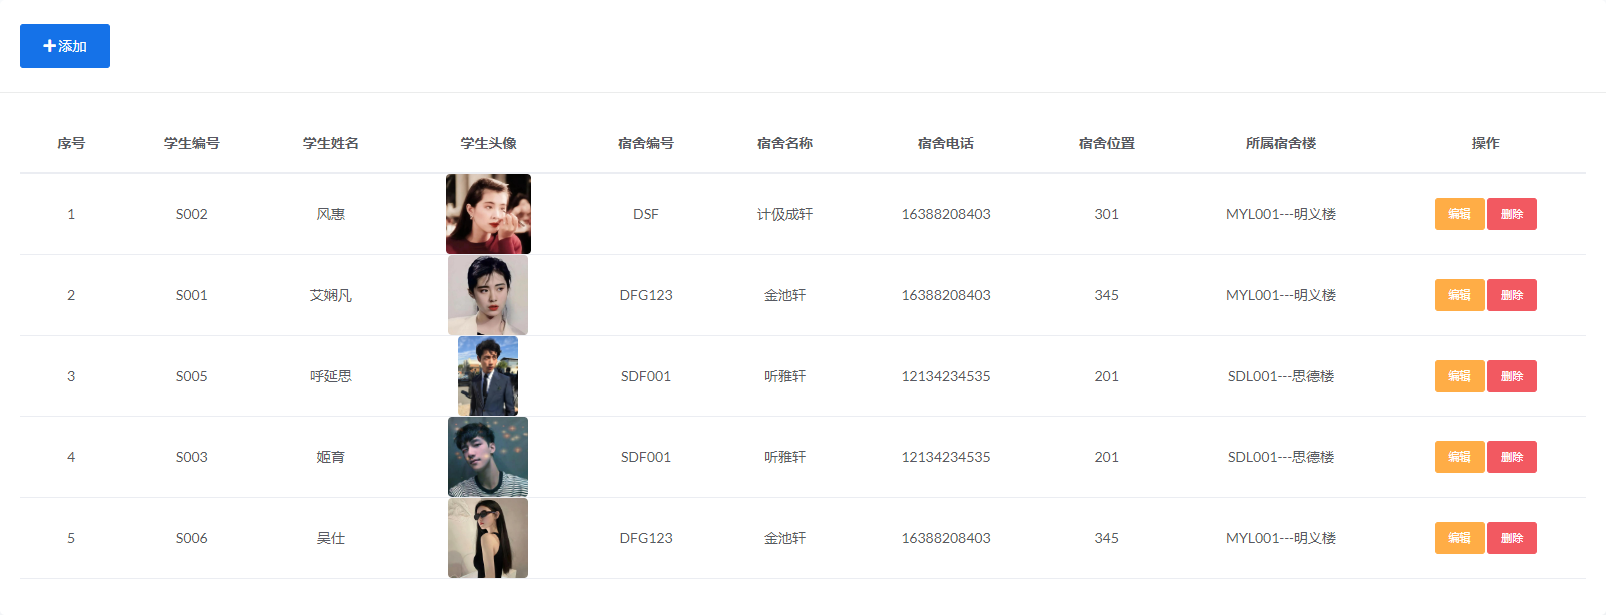 添加
序号 学生编号 学生姓名 学生头像 宿舍编号 宿舍名称 宿舍电话 宿舍位置 所属宿舍楼 操作
1 S002 风惠 DSF 计伋成轩 16388208403 301 MYL001---明义楼 编辑 删除
2 S001 艾娴凡 DFG123 金池轩 16388208403 345 MYL001---明义楼 编辑 删除
3 S005 呼延思 SDF001 听雅轩 12134234535 201 SDL001---思德楼 编辑 删除
4 S003 姬育 SDF001 听雅轩 12134234535 201 SDL001---思德楼 编辑 删除
5 S006 吴仕 DFG123 金池轩 16388208403 345 MYL001---明义楼 编辑 删除